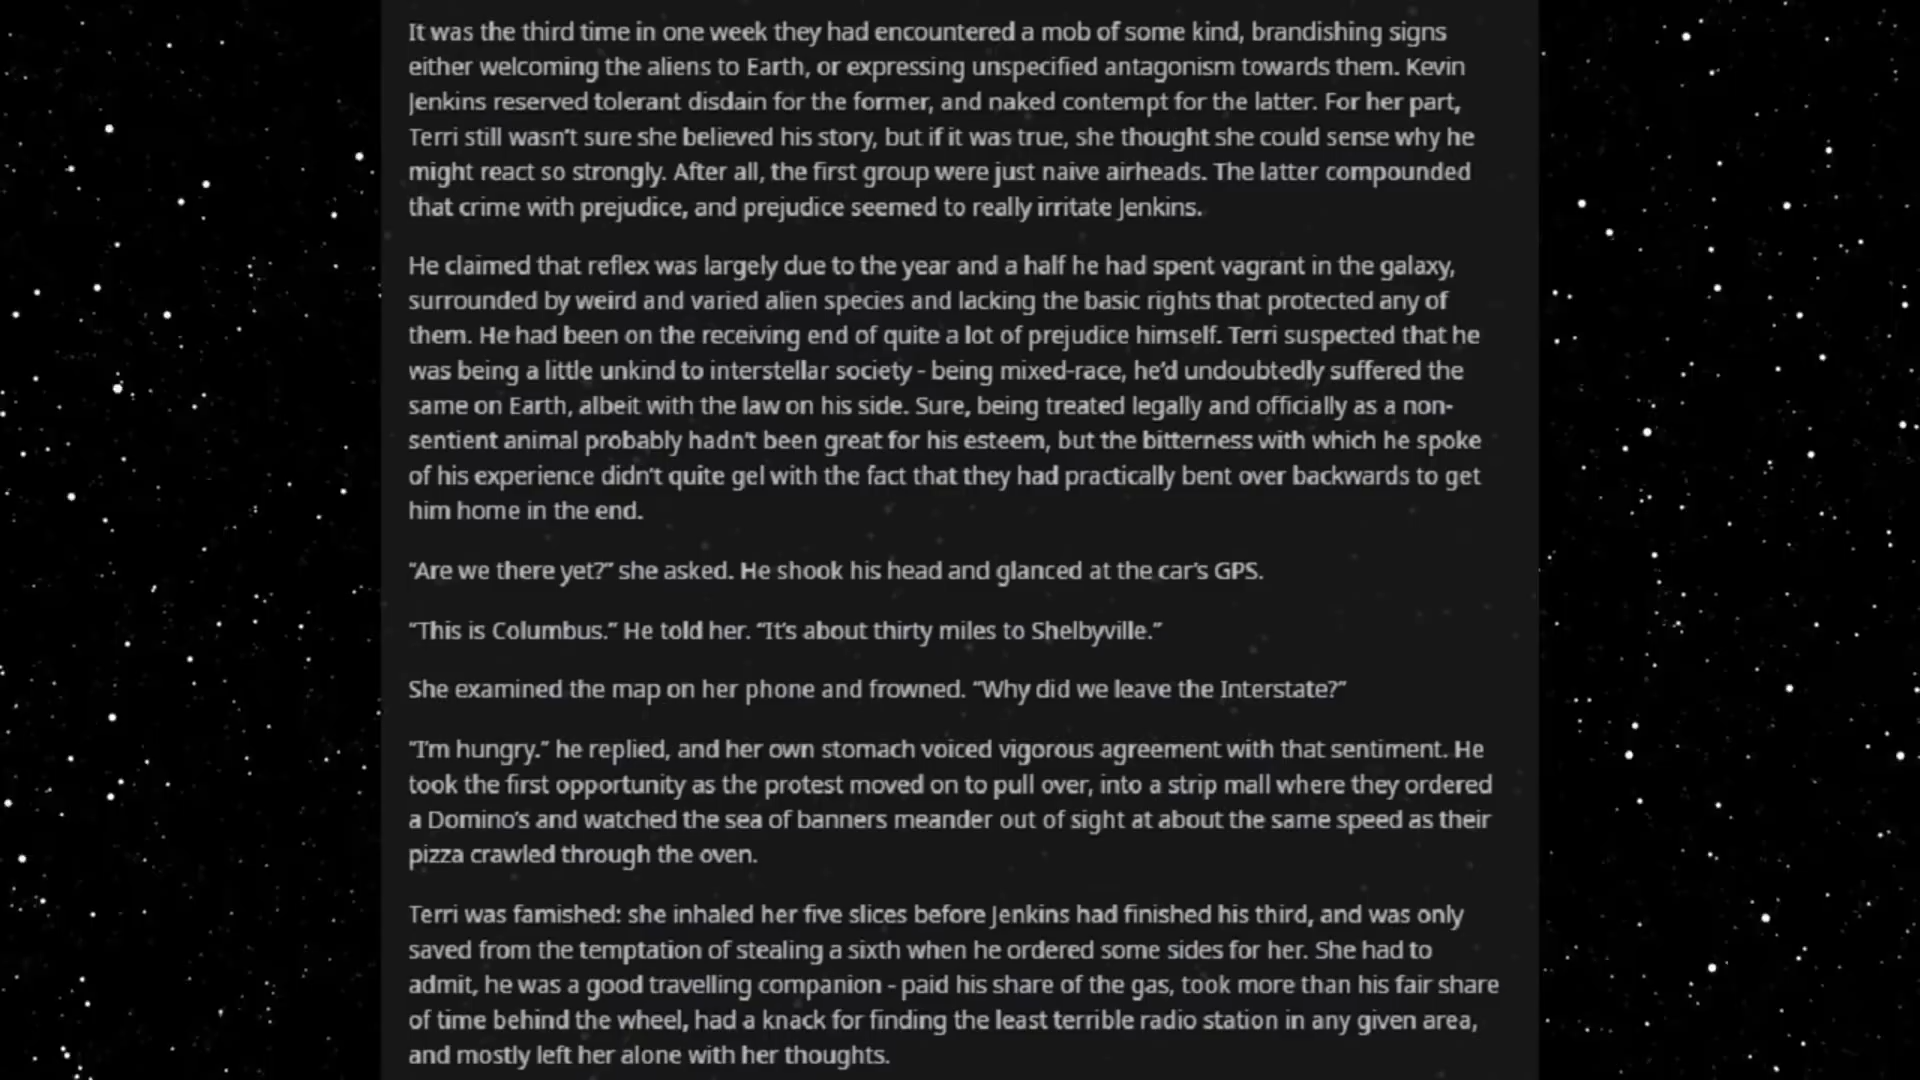 It was the third time in one week they had encountered a mob of some kind, brandishing signs
either welcoming the aliens to Earth, or expressing unspecified antagonism towards them. Kevin
Jenkins reserved tolerant disdain for the former, and naked contempt for the latter. For her part,
Terri still wasn't sure she believed his story, but if it was true, she thought she could sense why he
might react so strongly. After all, the first group were just naive airheads. The latter compounded
that crime with prejudice, and prejudice seemed to really irritate Jenkins.
He claimed that reflex was largely due to the year and a half he had spent vagrant in the galaxy,
surrounded by weird and varied alien species and lacking the basic rights that protected any of
them. He had been on the receiving end of quite a lot of prejudice himself. Terri suspected that he
was being a little unkind to interstellar society - being mixed-race, he'd undoubtedly suffered the
same on Earth, albeit with the law on his side. Sure, being treated legally and officially as a non-
sentient animal probably hadn't been great for his esteem, but the bitterness with which he spoke
of his experience didn't quite gel with the fact that they had practically bent over backwards to get
him home in the end.
“Are we there yet?” she asked. He shook his head and glanced at the car's GPS.
“This is Columbus.” He told her. “It's about thirty miles to Shelbyville.”
She examined the map on her phone and frowned. “Why did we leave the Interstate?”
“I'm hungry.” he replied, and her own stomach voiced vigorous agreement with that sentiment. He
took the first opportunity as the protest moved on to pull over, into a strip mall where they ordered
a Domino's and watched the sea of banners meander out of sight at about the same speed as their
pizza crawled through the oven.
Terri was famished: she inhaled her five slices before Jenkins had finished his third, and was only
saved from the temptation of stealing a sixth when he ordered some sides for her. She had to
admit, he was a good travelling companion - paid his share of the gas, took more than his fair share
of time behind the wheel, had a knack for finding the least terrible radio station in any given area,
and mostly left her alone with her thoughts.